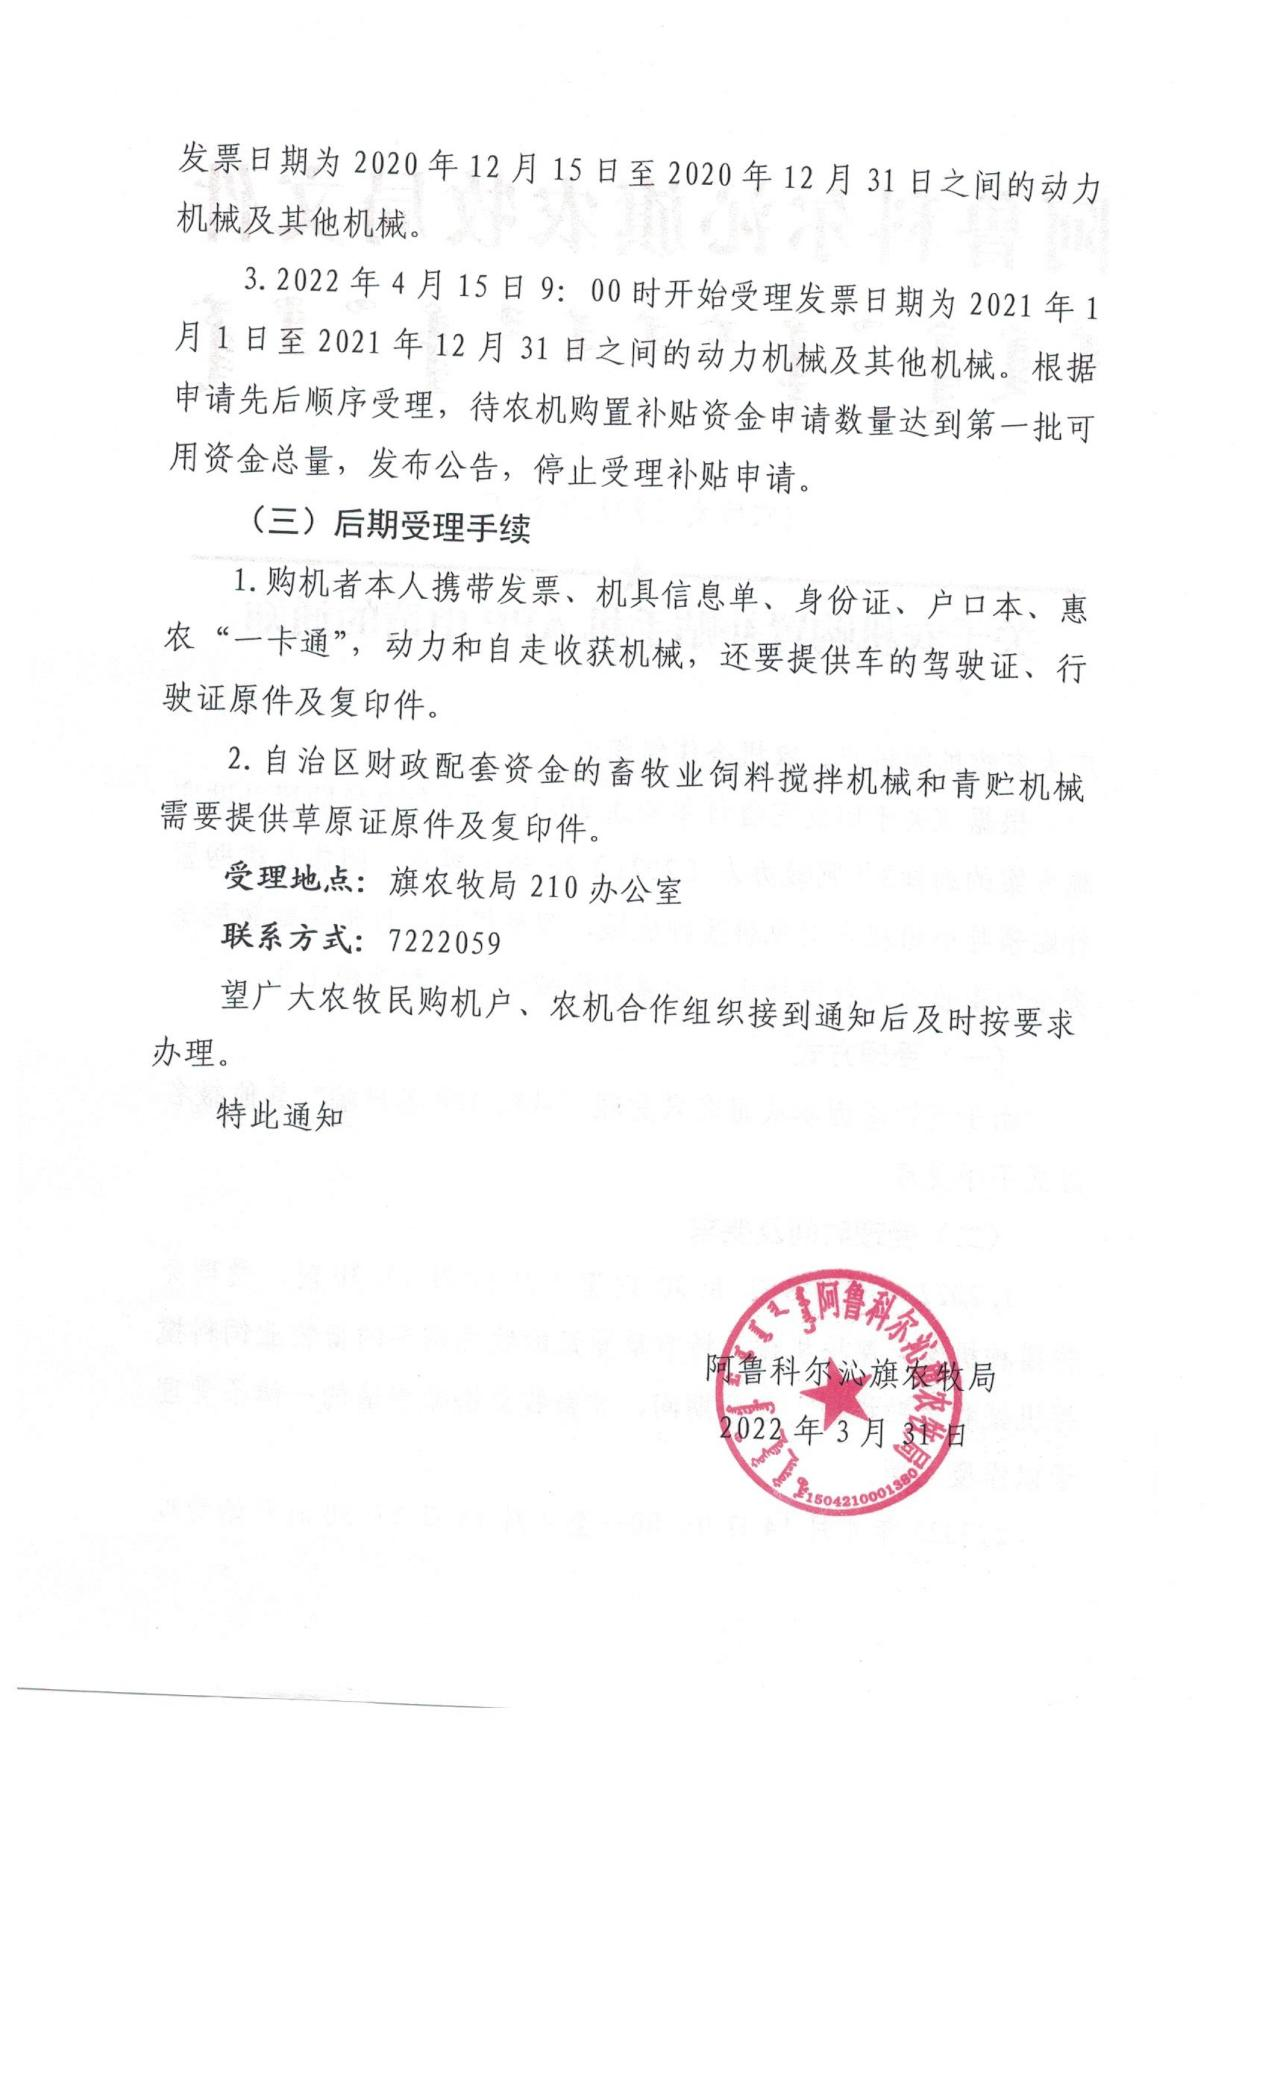 发票日期为 2020 年 12 月 15 日至 2020 年 12 月 31 日之间的动力
机械及其他机械。
3.2022 年 4 月 15 日 9：00 时开始受理发票日期为 2021 年 1
月 1 日至 2021 年 12 月 31 日之间的动力机械及其他机械。根据
申请先后顺序受理，待农机购置补贴资金申请数量达到第一批可
用资金总量，发布公告，停止受理补贴申请。
（三）后期受理手续
1.购机者本人携带发票、机具信息单、身份证、户口本、惠
农“一卡通”，动力和自走收获机械，还要提供车的驾驶证、行
驶证原件及复印件。
2.自治区财政配套资金的畜牧业饲料搅拌机械和青贮机械
需要提供草原证原件及复印件。
受理地点：旗农牧局 210 办公室
联系方式：7222059
望广大农牧民购机户、农机合作组织接到通知后及时按要求
办理。
特此通知
阿鲁科尔沁旗农牧局
阿鲁科尔沁旗农牧局
2022 年 3 月 31 日
1504210001380